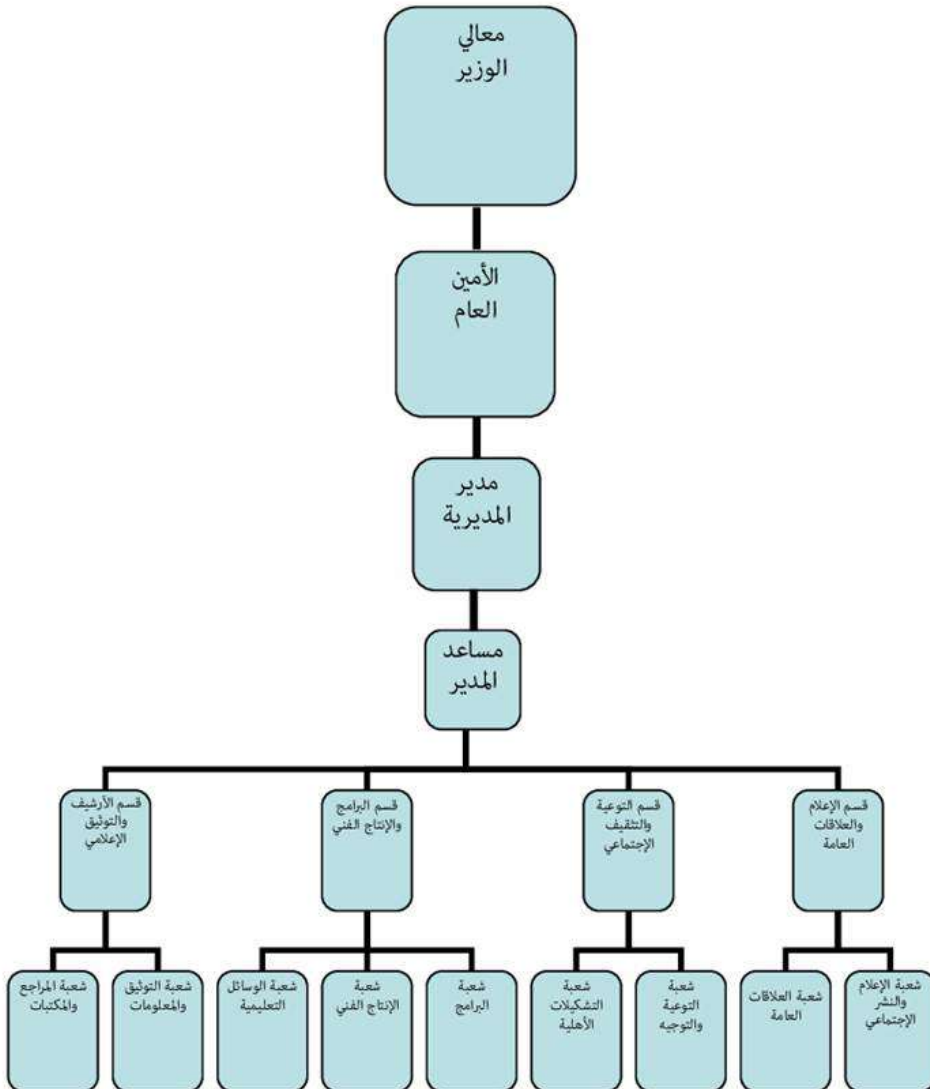 معالي
الوزير
الأمين
العام
مدير
المديرية
مساعد
المدير
قسم الإعلام
والعلاقات
العامة
قسم التوعية
والتثقيف
الإجتماعي
قسم البرامج
والإنتاج الفني
قسم الأرشيف
والتوثيق
الإعلامي
شعبة الإعلام
والنشر
الإجتماعي
شعبة العلاقات
العامة
شعبة
التوعية
والتوجيه
شعبة
التشكيلات
الأهلية
شعبة
البرامج
شعبة
الإنتاج الفني
شعبة الوسائل
التعليمية
شعبة التوثيق
والمعلومات
شعبة المراجع
والمكتبات